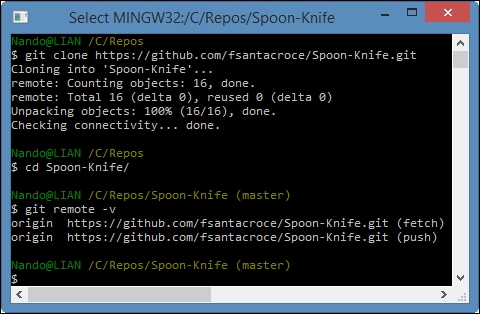 Select MINGW32:/C/Repos/Spoon-Knife
Nando@LIAN /C/Repos
$ git clone https://github.com/fsantacroce/Spoon-Knife.git
Cloning into 'Spoon-Knife'...
remote: Counting objects: 16, done.
remote: Total 16 (delta 0), reused 0 (delta 0)
Unpacking objects: 100% (16/16), done.
Checking connectivity... done.
Nando@LIAN /C/Repos
$ cd Spoon-Knife/
Nando@LIAN /C/Repos/Spoon-Knife (master)
$ git remote -v
origin  https://github.com/fsantacroce/Spoon-Knife.git (fetch)
origin  https://github.com/fsantacroce/Spoon-Knife.git (push)
Nando@LIAN /C/Repos/Spoon-Knife (master)
$